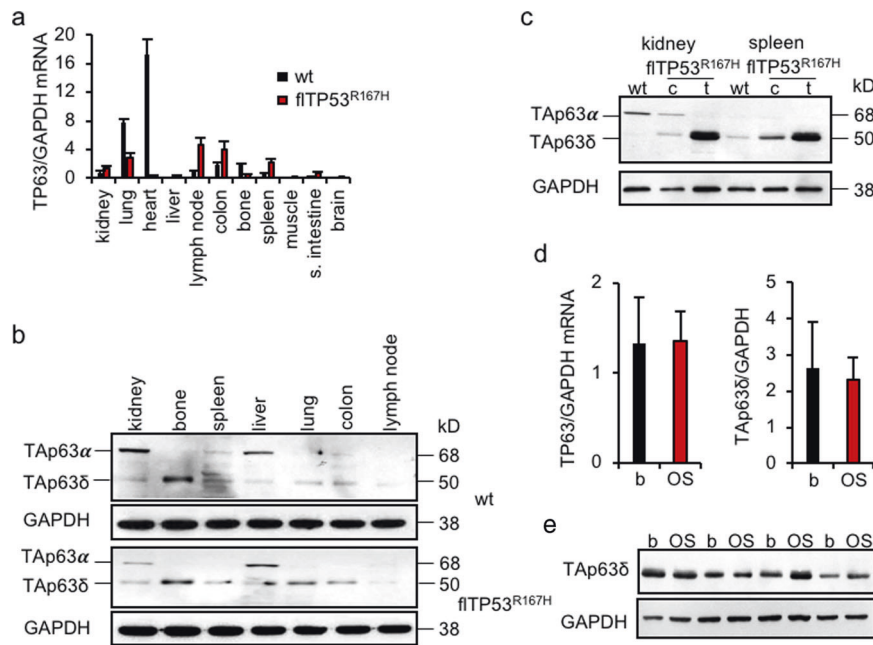 a
TP63/GAPDH mRNA
20
16
12
8
4
0
wt
flTP53R167H
kidney
lung
heart
liver
lymph node
colon
bone
spleen
muscle
s. intestine
brain
b
kidney
bone
spleen
liver
lung
colon
lymph node
kD
TAp63α
68
TAp63δ
50
wt
GAPDH
38
TAp63α
68
TAp63δ
50
flTP53R167H
GAPDH
38
c
kidney spleen
flTP53R167H flTP53R167H
wt c t wt c t kD
TAp63α
68
TAp63δ
50
GAPDH
38
d
TP63/GAPDH mRNA
2
1
0
b OS
TAp63δ/GAPDH
5
4
3
2
1
0
b OS
e
b OS b OS b OS b OS
TAp63δ
GAPDH